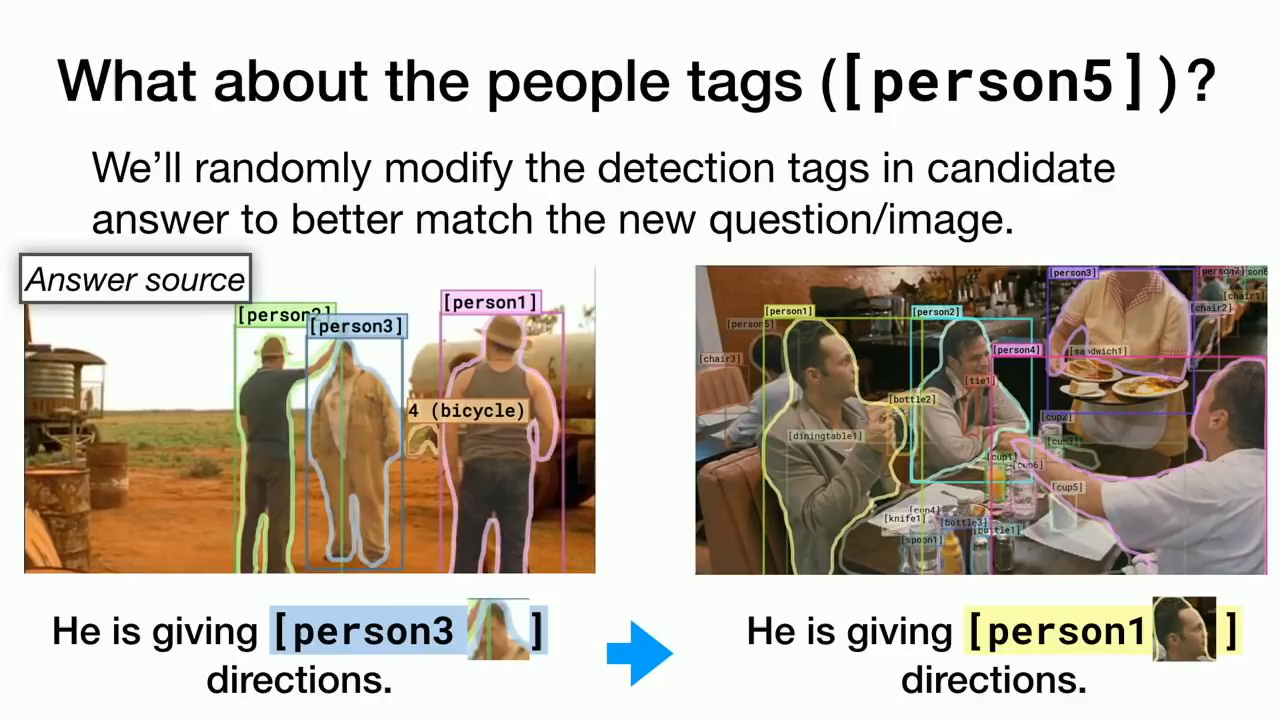 What about the people tags ([person5])?
We'll randomly modify the detection tags in candidate
answer to better match the new question/image.
Answer source
[person2]
[person3]
[person1]
4 (bicycle)
[person1]
[person2]
[person3]
[person4]
[person5]
[person7]
[chair1]
[chair2]
[chair3]
[sandwich1]
[tie1]
[bottle2]
[diningtable1]
[cup2]
[cup3]
[cup1]
[cup6]
[cup5]
[cup4]
[knife1]
[bottle3]
[bottle1]
[spoon1]
He is giving [person3 ]
directions.
He is giving [person1 ]
directions.